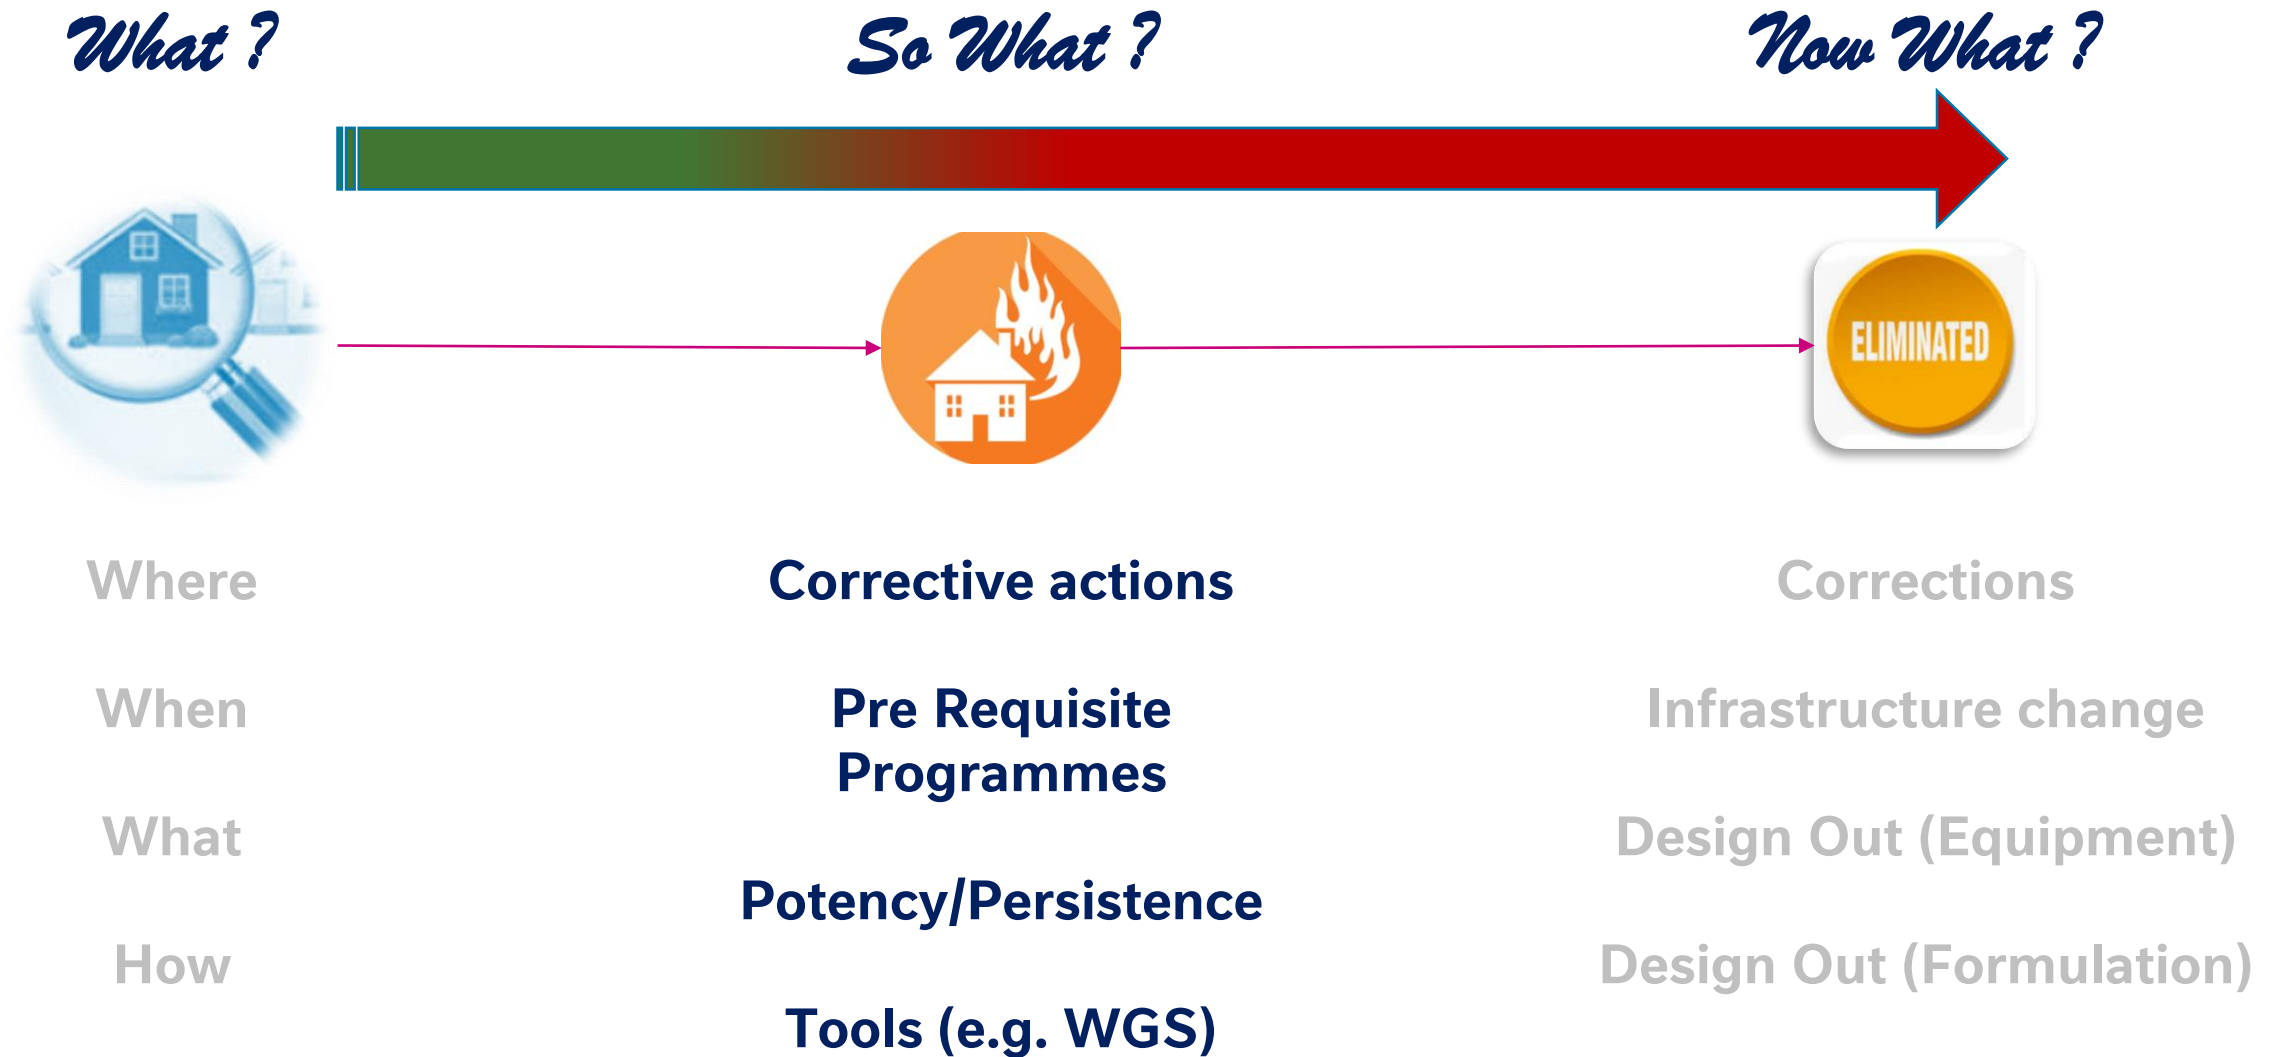 What ?
So What ?
Now What ?
ELIMINATED
Where
When
What
How
Corrective actions
Pre Requisite
Programmes
Potency/Persistence
Tools (e.g. WGS)
Corrections
Infrastructure change
Design Out (Equipment)
Design Out (Formulation)